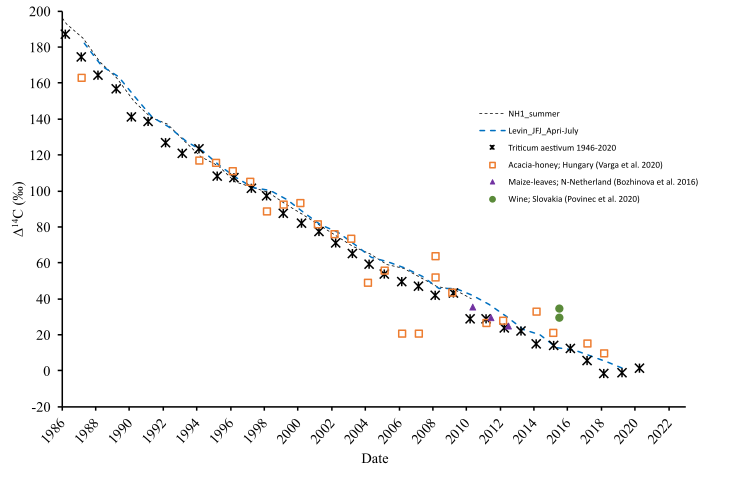 200
180
160
140
120
100
80
60
40
20
0
-20
Δ¹⁴C (‰)
NH1_summer
Levin_JFJ_Apri-July
Triticum aestivum 1946-2020
Acacia-honey; Hungary (Varga et al. 2020)
Maize-leaves; N-Netherland (Bozhinova et al. 2016)
Wine; Slovakia (Povinec et al. 2020)
1986 1988 1990 1992 1994 1996 1998 2000 2002 2004 2006 2008 2010 2012 2014 2016 2018 2020 2022
Date